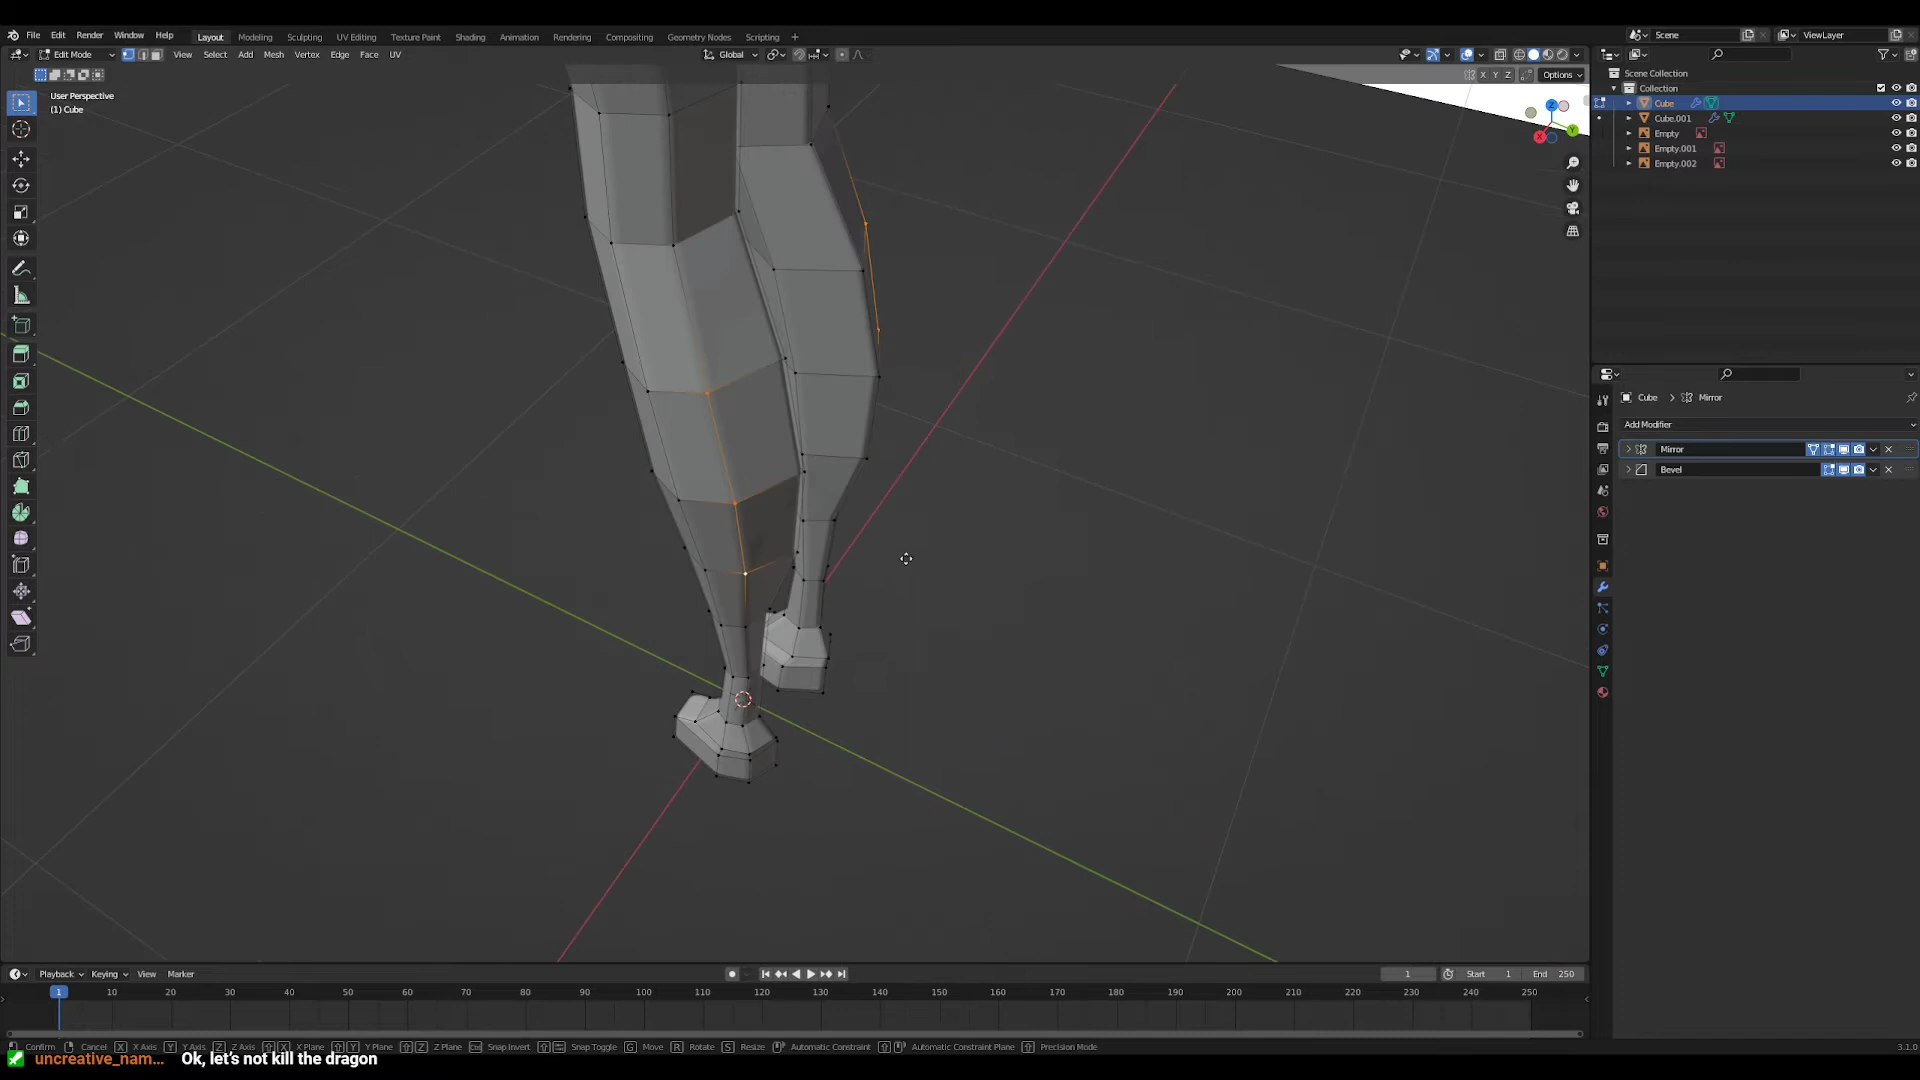 File Edit Render Window Help Layout Modeling Sculpting UV Editing Texture Paint Shading Animation Rendering Compositing Geometry Nodes Scripting + Scene ViewLayer
Edit Mode View Select Add Mesh Vertex Edge Face UV Global
X Y Z Options
User Perspective
(1) Cube
Z
Y
X
Scene Collection
Collection
Cube
Cube.001
Empty
Empty.001
Empty.002
Cube > Mirror
Add Modifier
Mirror
Bevel
Playback Keying View Marker 1 Start 1 End 250
1 10 20 30 40 50 60 70 80 90 100 110 120 130 140 150 160 170 180 190 200 210 220 230 240 250
Confirm Cancel X X Axis Y Y Axis Z Z Axis X X Plane Y Y Plane Z Z Plane Snap Invert Snap Toggle G Move R Rotate S Resize Automatic Constraint Automatic Constraint Plane Precision Mode 3.1.0
uncreative_nam... Ok, let's not kill the dragon